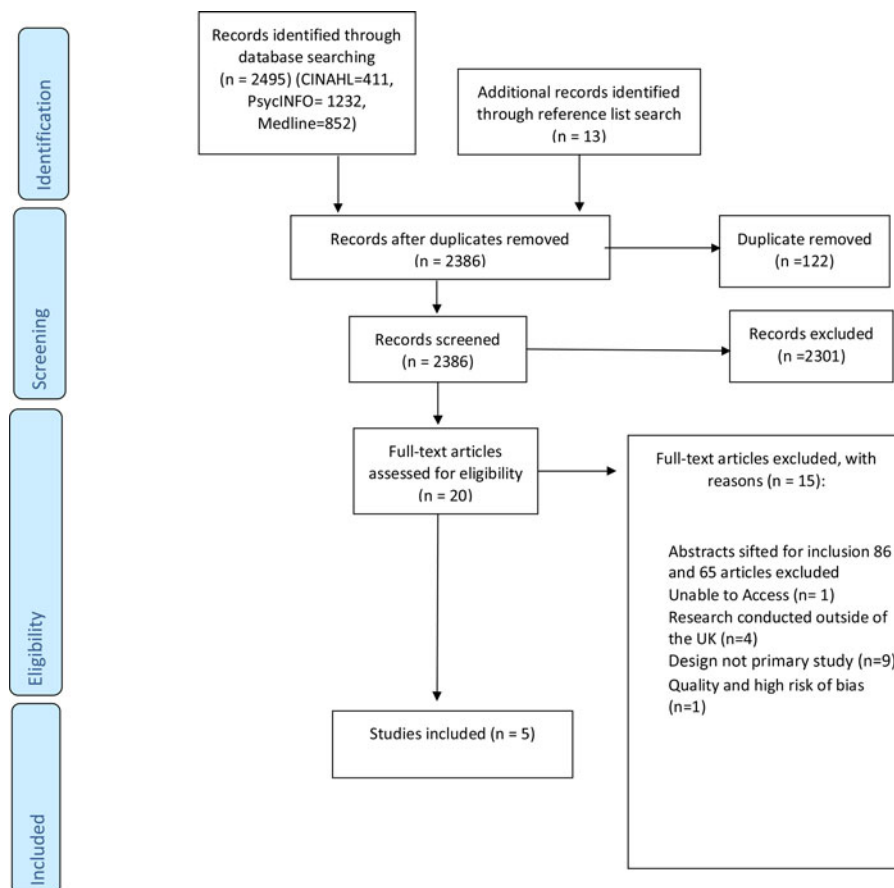 Identification
Records identified through
database searching
(n = 2495) (CINAHL=411,
PsycINFO= 1232,
Medline=852)
Additional records identified
through reference list search
(n = 13)
Screening
Records after duplicates removed
(n = 2386)
Duplicate removed
(n =122)
Records screened
(n = 2386)
Records excluded
(n =2301)
Eligibility
Full-text articles
assessed for eligibility
(n = 20)
Full-text articles excluded, with
reasons (n = 15):
Abstracts sifted for inclusion 86
and 65 articles excluded
Unable to Access (n= 1)
Research conducted outside of
the UK (n=4)
Design not primary study (n=9)
Quality and high risk of bias
(n=1)
Included
Studies included (n = 5)